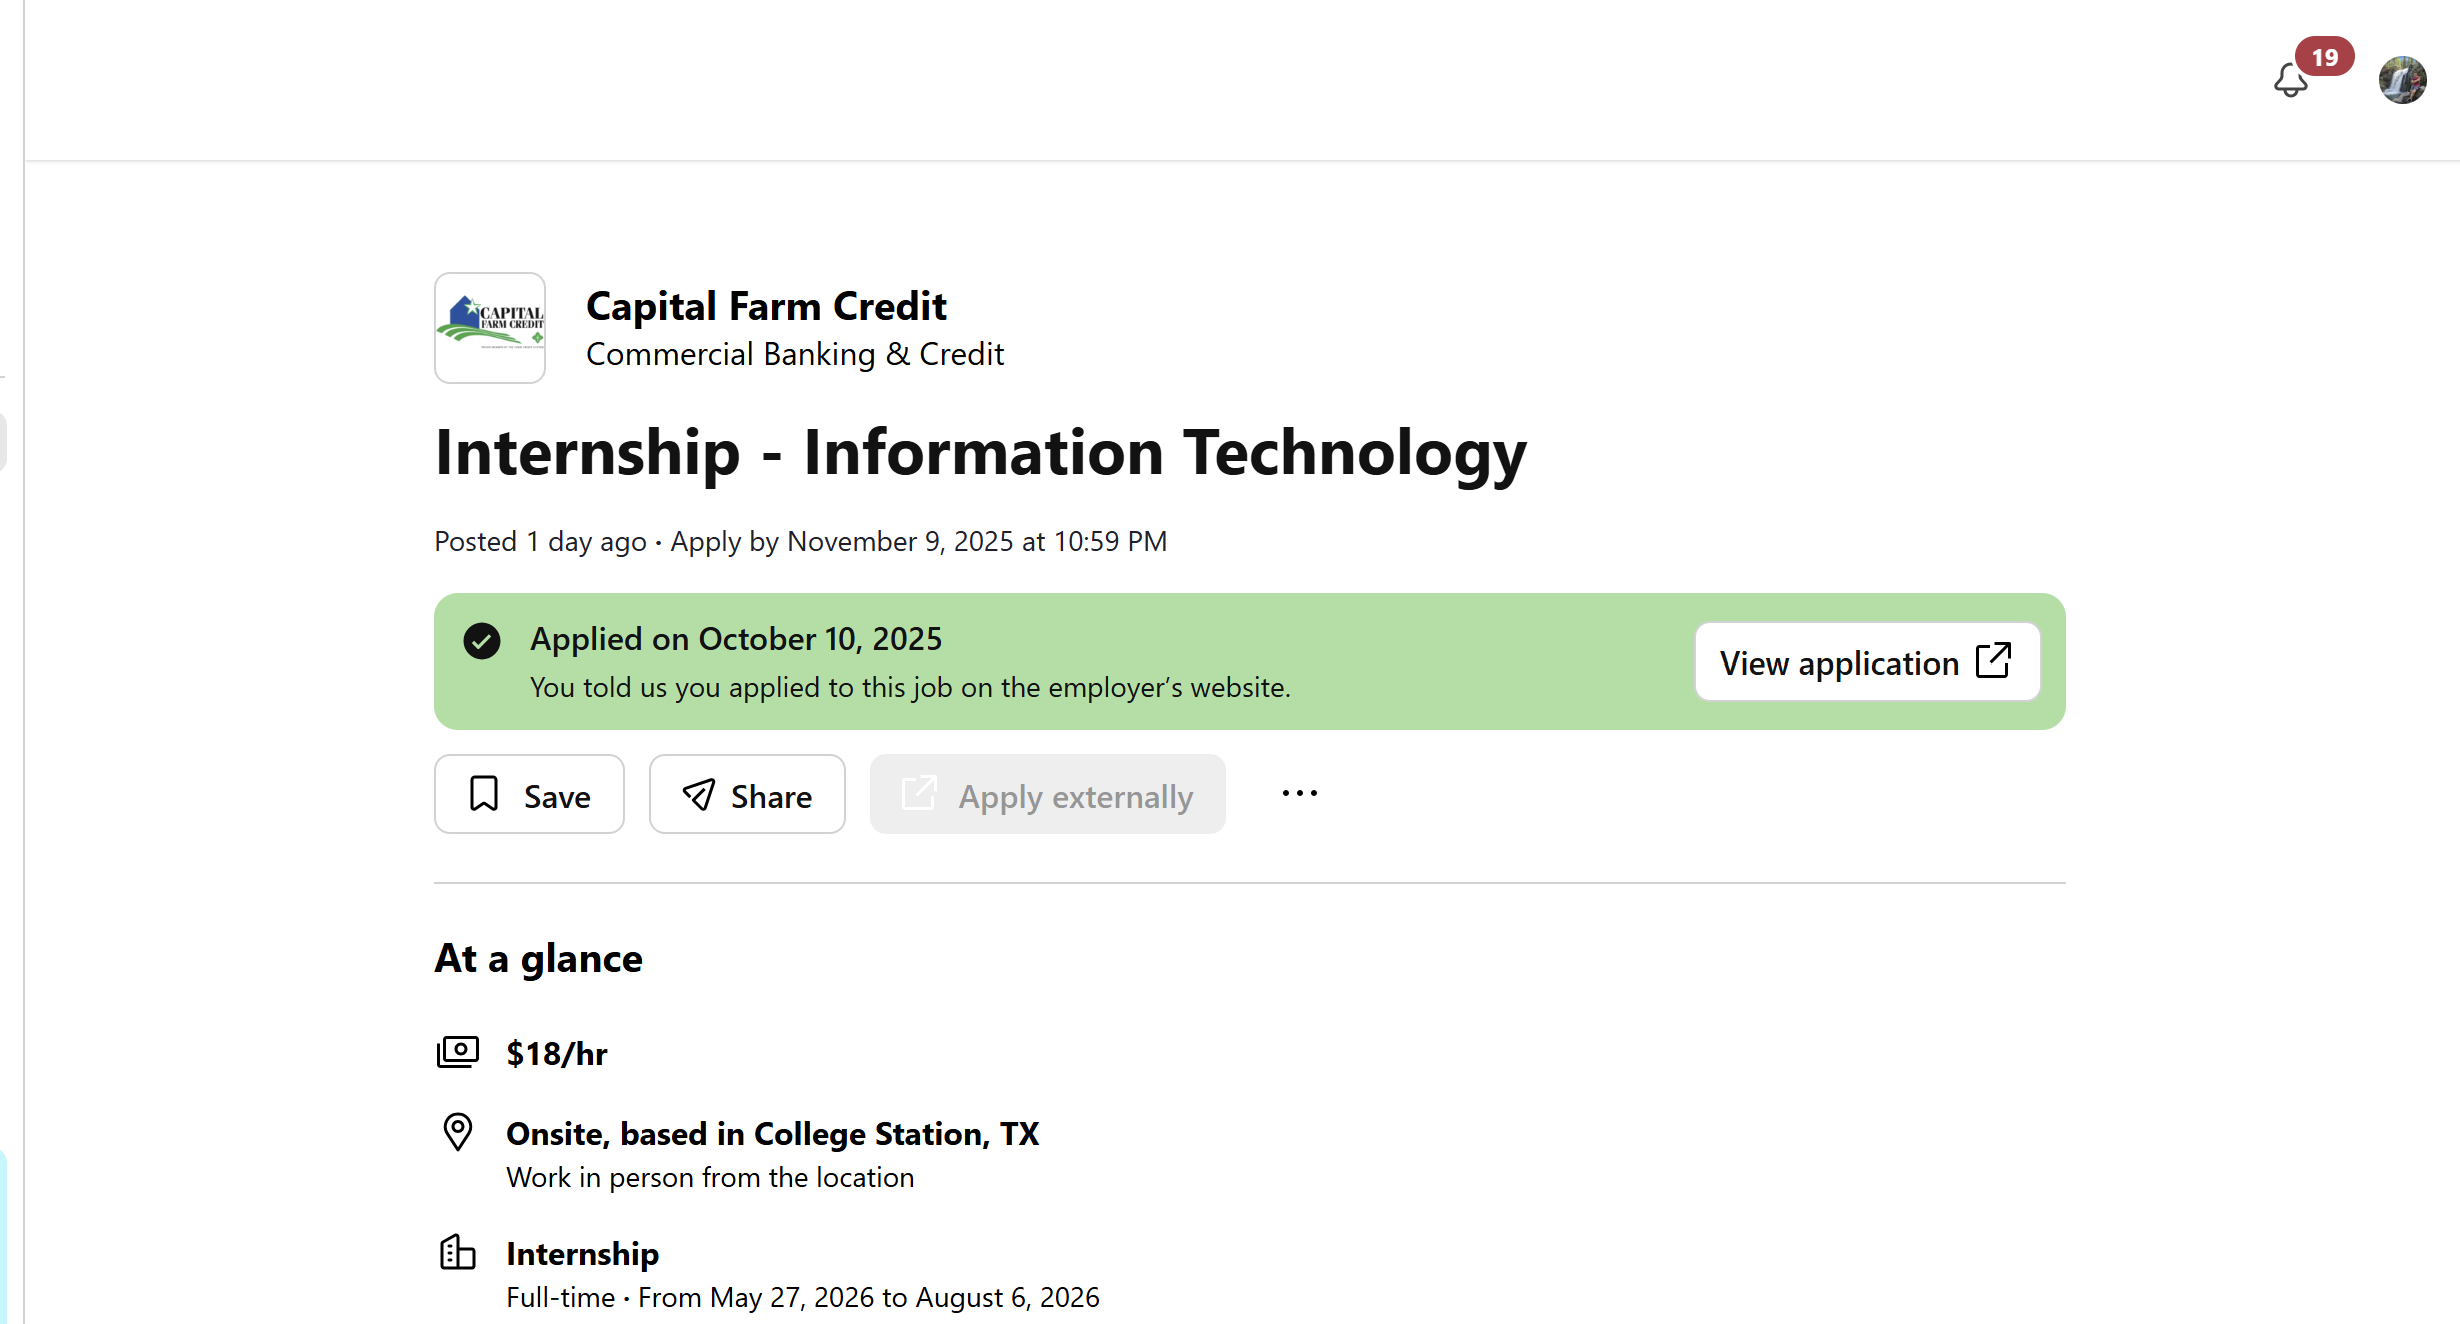 19
CAPITAL
FARM CREDIT
Capital Farm Credit
Commercial Banking & Credit
Internship - Information Technology
Posted 1 day ago • Apply by November 9, 2025 at 10:59 PM
Applied on October 10, 2025
You told us you applied to this job on the employer’s website.
View application
Save
Share
Apply externally
At a glance
$18/hr
Onsite, based in College Station, TX
Work in person from the location
Internship
Full-time • From May 27, 2026 to August 6, 2026